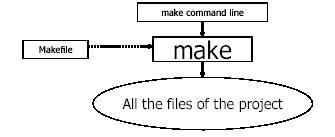 make command line
Makefile
make
All the files of the project